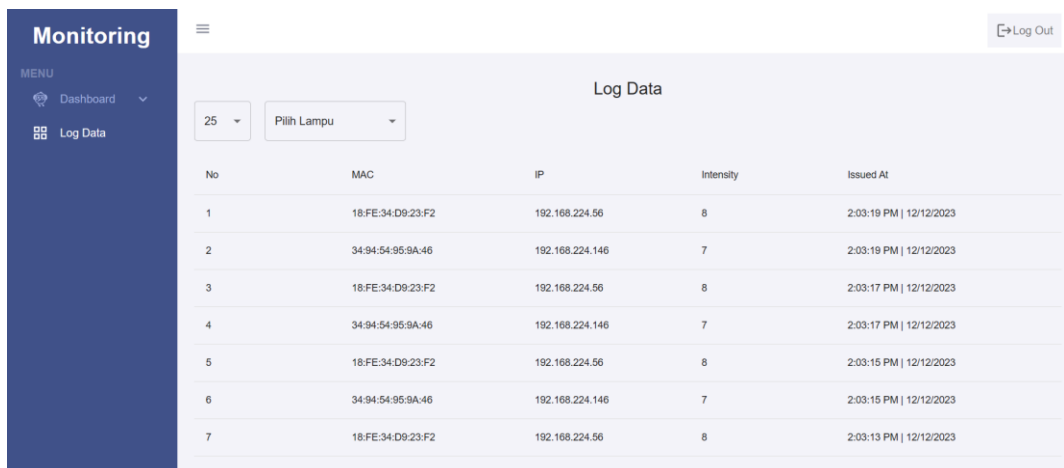 Monitoring
Log Out
MENU
Dashboard
Log Data
Log Data
25 Pilih Lampu
No MAC IP Intensity Issued At
1 18:FE:34:D9:23:F2 192.168.224.56 8 2:03:19 PM | 12/12/2023
2 34:94:54:95:9A:46 192.168.224.146 7 2:03:19 PM | 12/12/2023
3 18:FE:34:D9:23:F2 192.168.224.56 8 2:03:17 PM | 12/12/2023
4 34:94:54:95:9A:46 192.168.224.146 7 2:03:17 PM | 12/12/2023
5 18:FE:34:D9:23:F2 192.168.224.56 8 2:03:15 PM | 12/12/2023
6 34:94:54:95:9A:46 192.168.224.146 7 2:03:15 PM | 12/12/2023
7 18:FE:34:D9:23:F2 192.168.224.56 8 2:03:13 PM | 12/12/2023